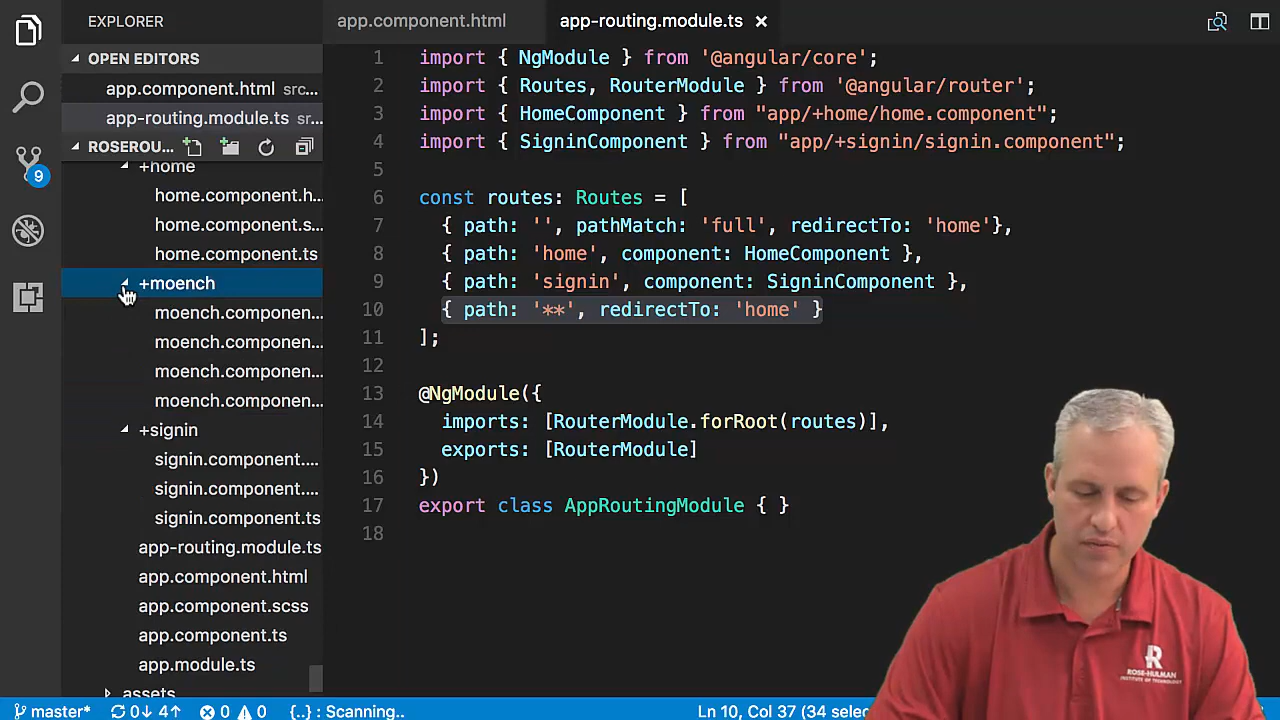 EXPLORER
OPEN EDITORS
app.component.html src...
app-routing.module.ts src...
ROSEROU...
+home
home.component.h...
home.component.s...
home.component.ts
+moench
moench.componen...
moench.componen...
moench.componen...
moench.componen...
+signin
signin.component....
signin.component....
signin.component.ts
app-routing.module.ts
app.component.html
app.component.scss
app.component.ts
app.module.ts
assets
9
app.component.html app-routing.module.ts
1 import { NgModule } from '@angular/core';
2 import { Routes, RouterModule } from '@angular/router';
3 import { HomeComponent } from "app/+home/home.component";
4 import { SigninComponent } from "app/+signin/signin.component";
5
6 const routes: Routes = [
7 { path: '', pathMatch: 'full', redirectTo: 'home'},
8 { path: 'home', component: HomeComponent },
9 { path: 'signin', component: SigninComponent },
10 { path: '**', redirectTo: 'home' }
11 ];
12
13 @NgModule({
14 imports: [RouterModule.forRoot(routes)],
15 exports: [RouterModule]
16 })
17 export class AppRoutingModule { }
18
R
ROSE-HULMAN
INSTITUTE OF TECHNOLOGY
master* 0↓ 4↑ 0 0 {..} : Scanning.. Ln 10, Col 37 (34 selec